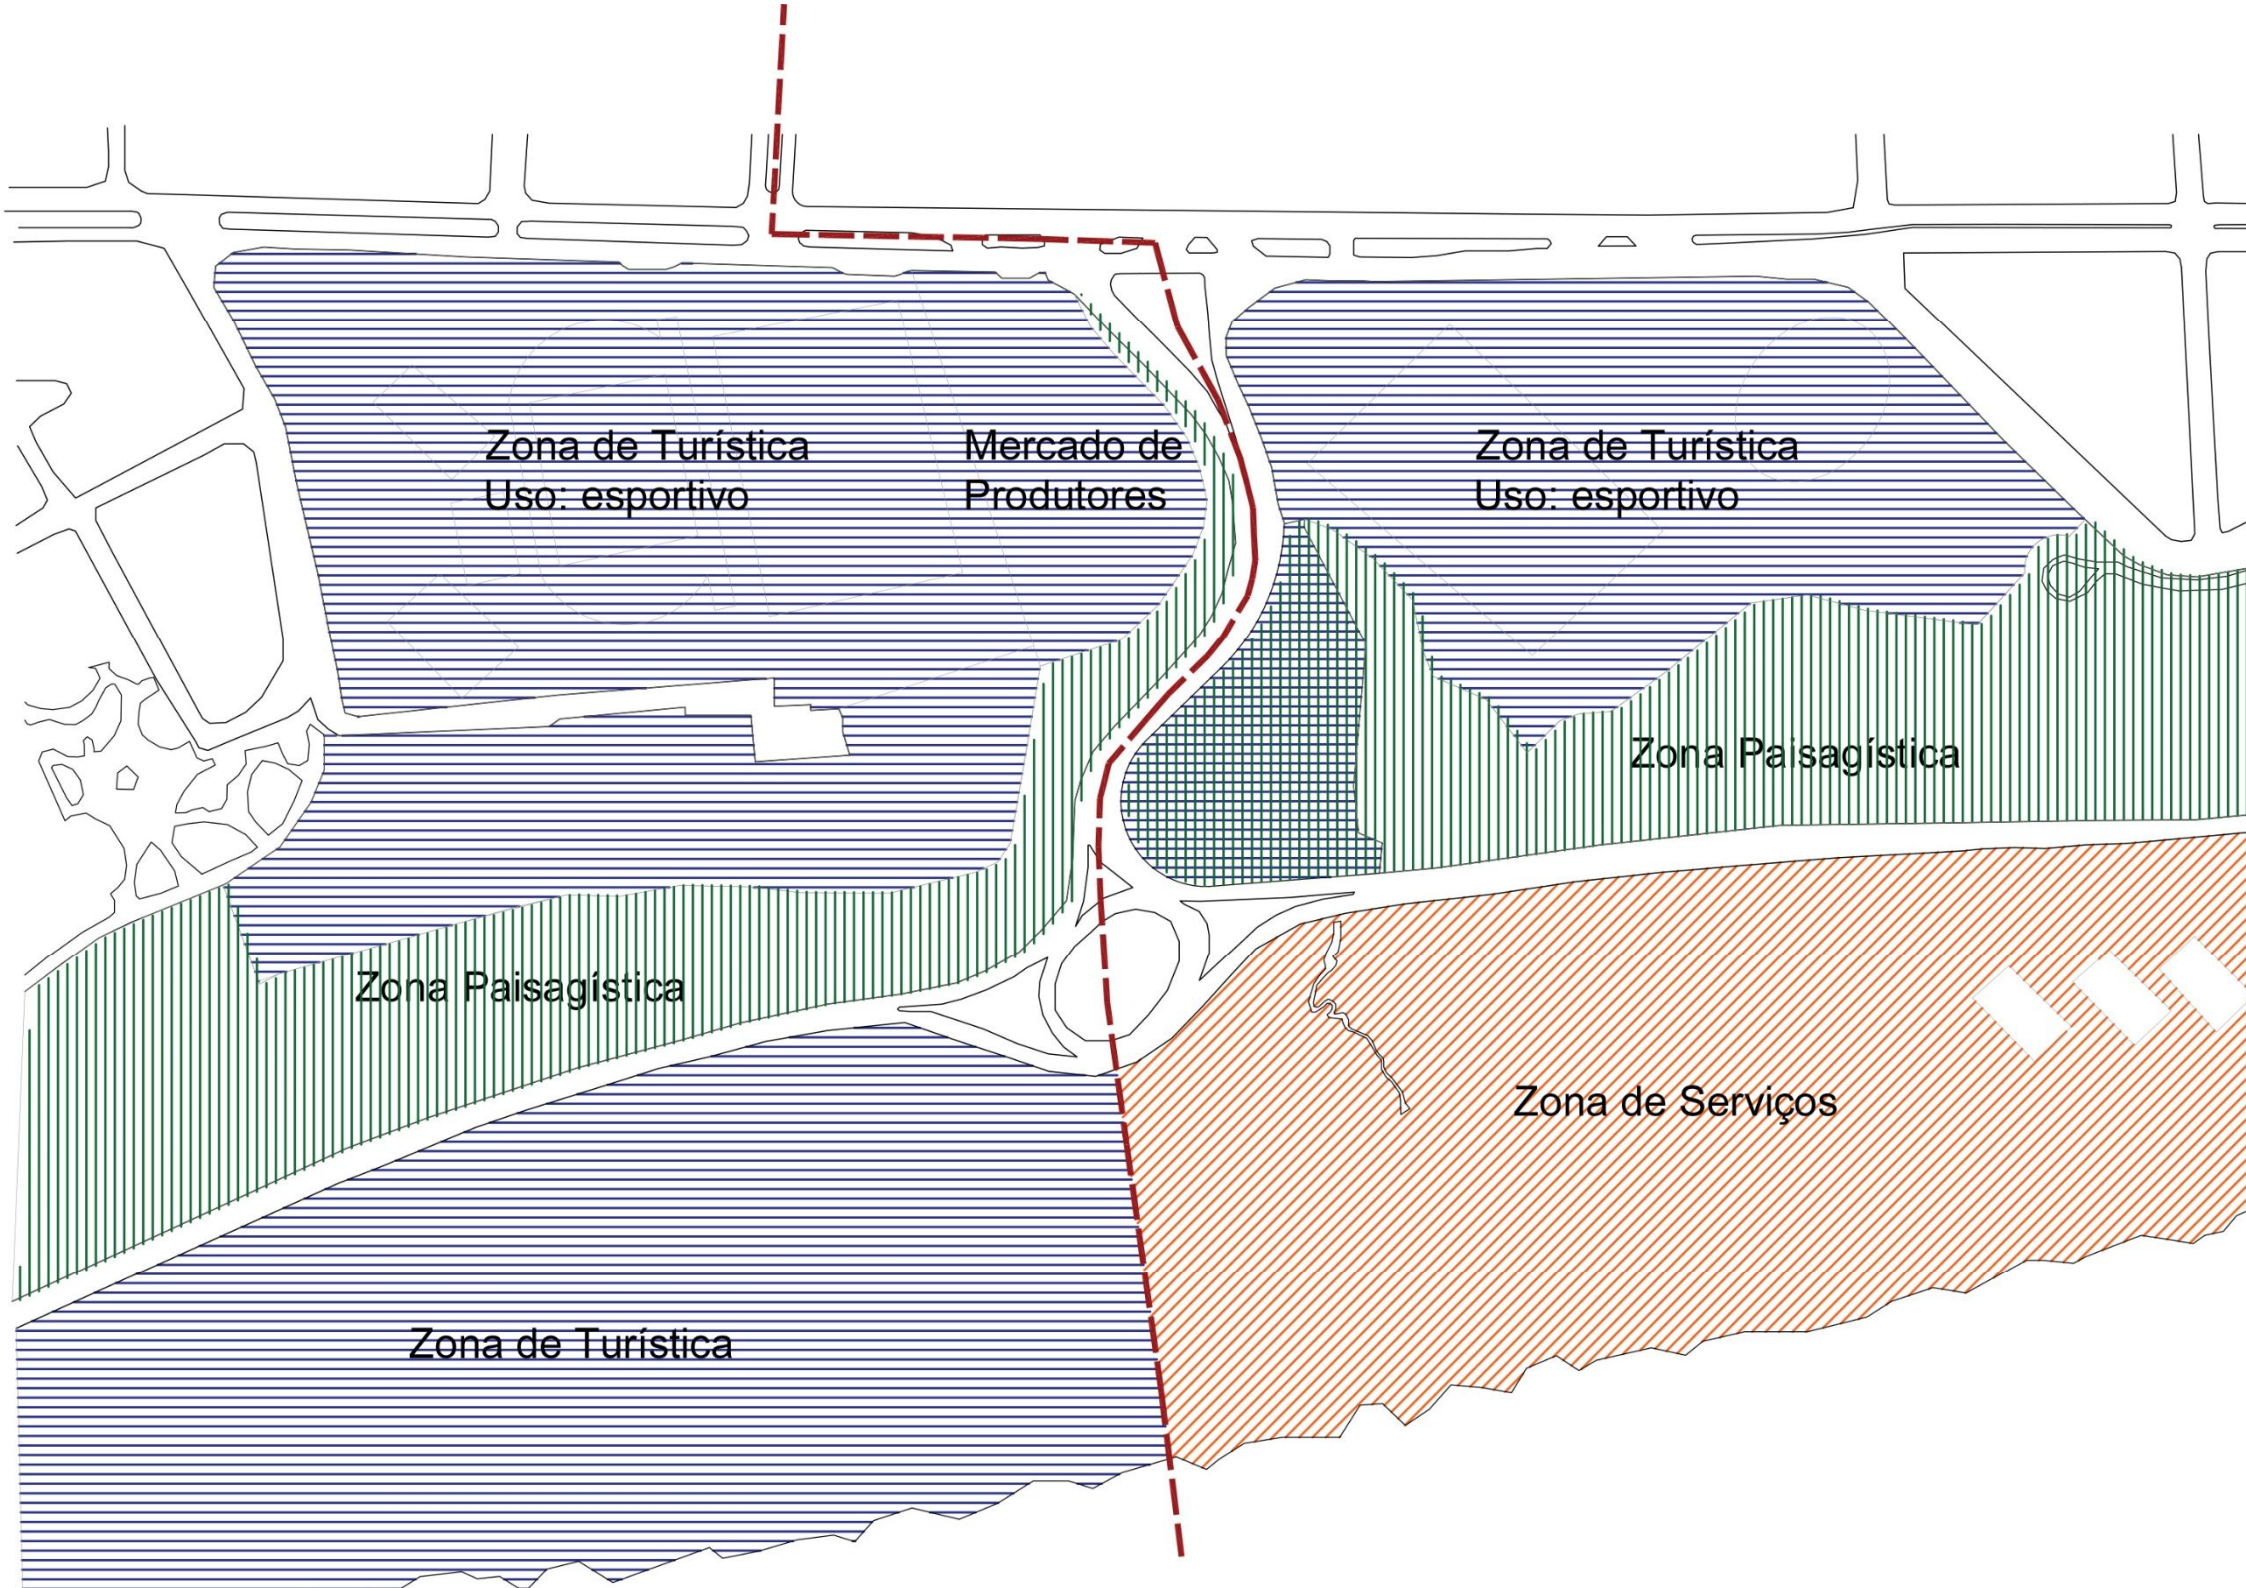 Zona de Turística
Uso: esportivo
Mercado de
Produtores
Zona de Turística
Uso: esportivo
Zona Paisagística
Zona Paisagística
Zona de Serviços
Zona de Turística